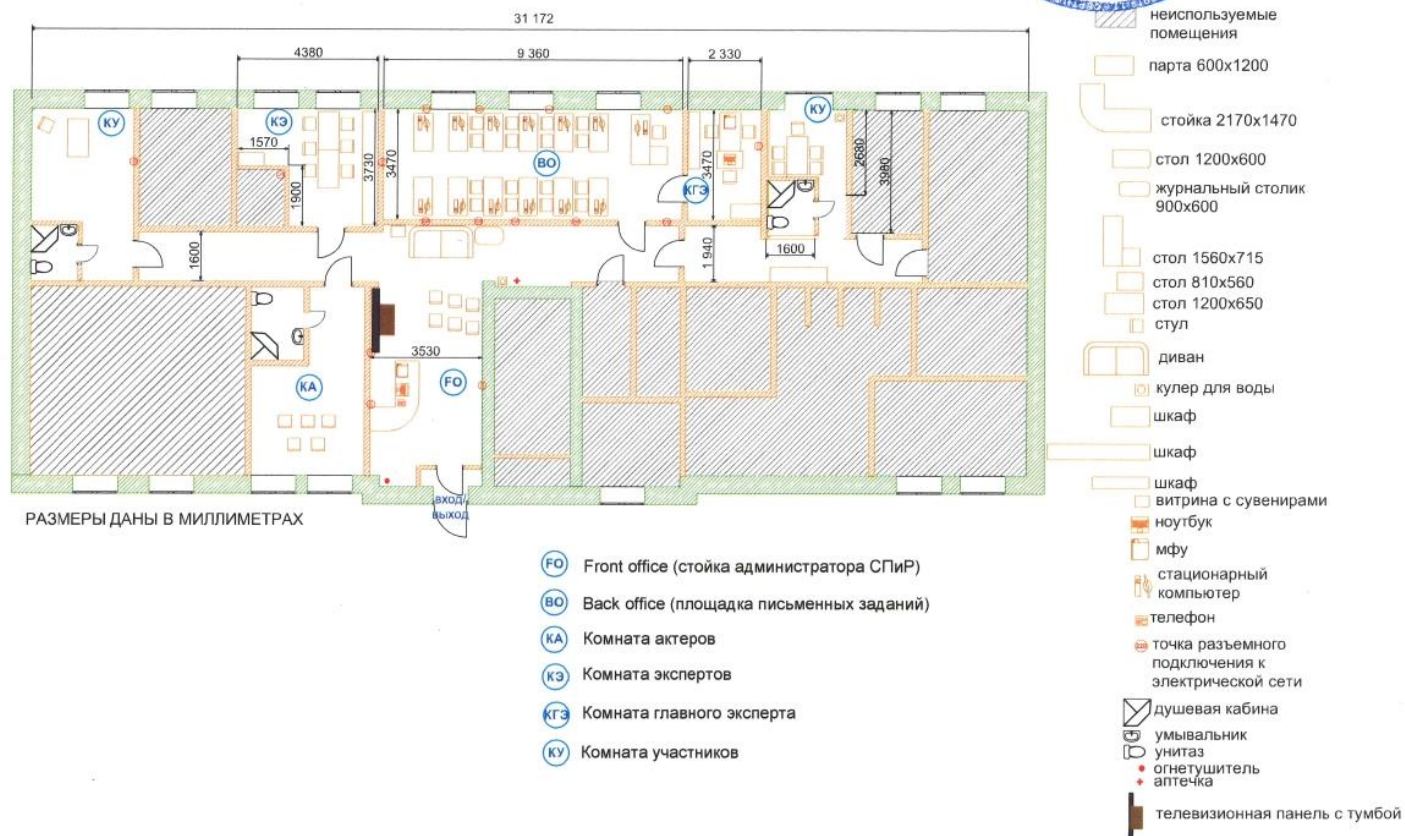 31 172
4380
9 360
2 330
КУ
КЭ
КУ
1570
3730
3470
ВО
3470
2680
3980
1900
КГЭ
1600
1 940
1600
3530
FO
КА
ВХОД/
ВЫХОД
РАЗМЕРЫ ДАНЫ В МИЛЛИМЕТРАХ
FO Front office (стойка администратора СПиР)
ВО Back office (площадка письменных заданий)
КА Комната актеров
КЭ Комната экспертов
КГЭ Комната главного эксперта
КУ Комната участников
неиспользуемые
помещения
парта 600х1200
стойка 2170х1470
стол 1200х600
журнальный столик
900х600
стол 1560х715
стол 810х560
стол 1200х650
стул
диван
кулер для воды
шкаф
шкаф
шкаф
витрина с сувенирами
ноутбук
мфу
стационарный
компьютер
телефон
точка разъемного
подключения к
электрической сети
душевая кабина
умывальник
унитаз
огнетушитель
аптечка
телевизионная панель с тумбой